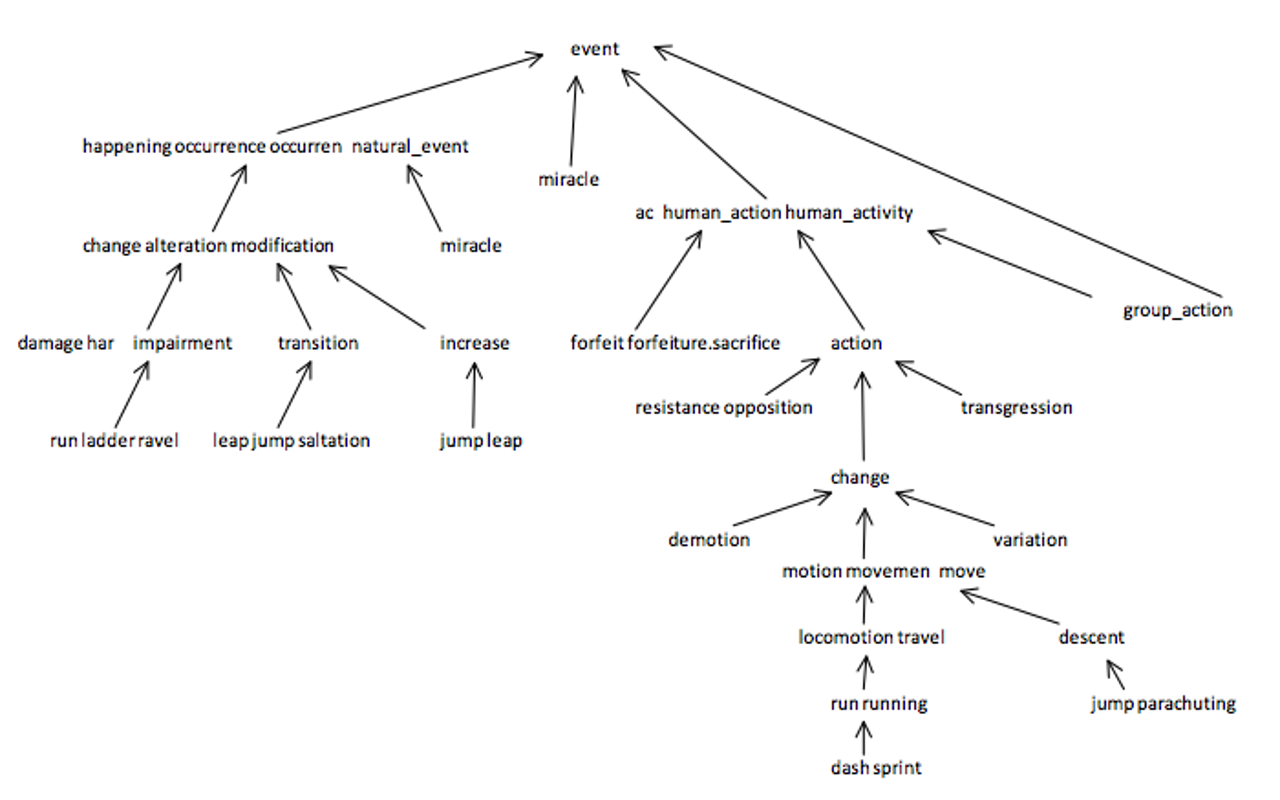 event
happening occurrence occurren natural_event
miracle
ac human_action human_activity
change alteration modification
miracle
group_action
damage har impairment
transition
increase
forfeit forfeiture.sacrifice
action
resistance opposition
transgression
run ladder ravel
leap jump saltation
jump leap
change
demotion
variation
motion movemen move
locomotion travel
descent
run running
jump parachuting
dash sprint